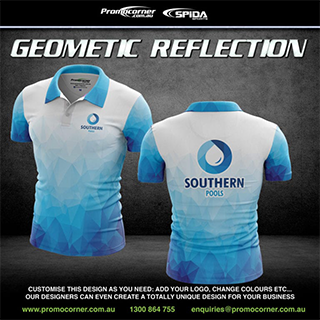 Promocorner .com.au SPIDA
GEOMETIC REFLECTION
Promocorner
SOUTHERN
POOLS
SOUTHERN
POOLS
CUSTOMISE THIS DESIGN AS YOU NEED: ADD YOUR LOGO, CHANGE COLOURS ETC...
OUR DESIGNERS CAN EVEN CREATE A TOTALLY UNIQUE DESIGN FOR YOUR BUSINESS
www.promocorner.com.au 1300 864 755 enquiries@promocorner.com.au